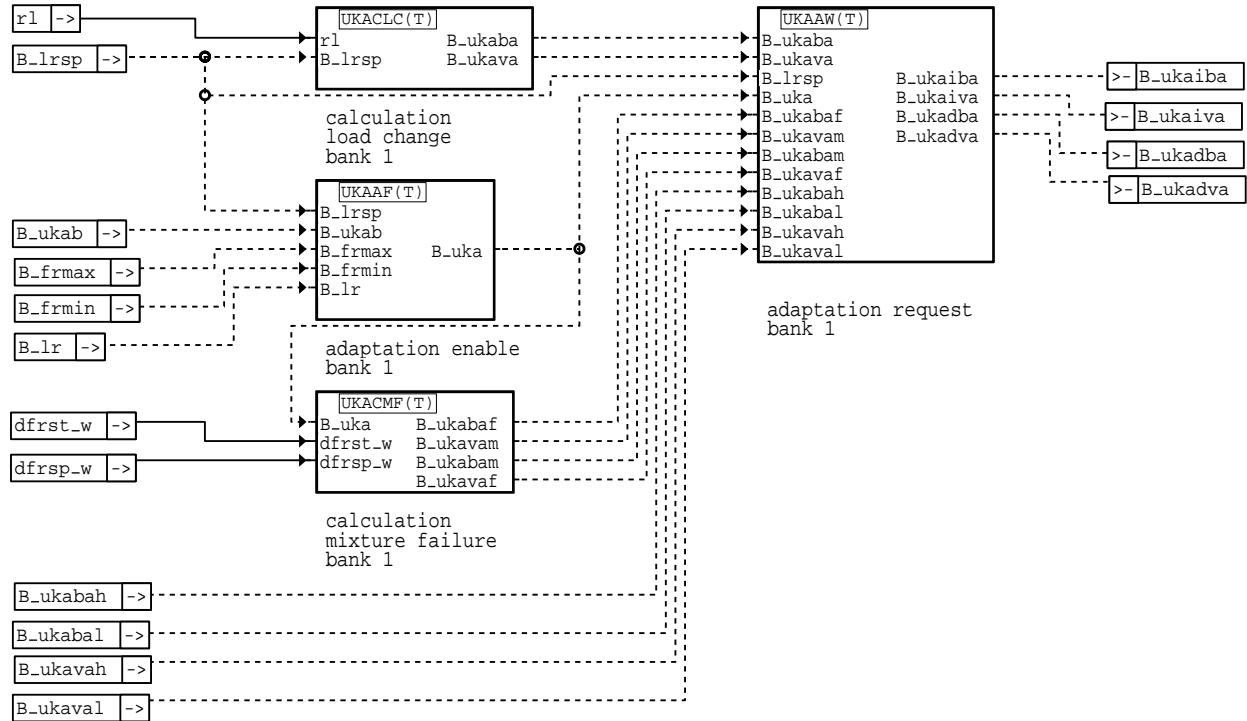 rl ->
B_lrsp ->
UKACLC(T)
rl
B_lrsp
B_ukaba
B_ukava
calculation
load change
bank 1
B_ukab ->
B_frmax ->
B_frmin ->
B_lr ->
UKAAF(T)
B_lrsp
B_ukab
B_frmax
B_frmin
B_lr
B_uka
adaptation enable
bank 1
dfrst_w ->
dfrsp_w ->
UKACMF(T)
B_uka
dfrst_w
dfrsp_w
B_ukabaf
B_ukavam
B_ukabam
B_ukavaf
calculation
mixture failure
bank 1
B_ukabah ->
B_ukabal ->
B_ukavah ->
B_ukaval ->
UKAAW(T)
B_ukaba
B_ukava
B_lrsp
B_uka
B_ukabaf
B_ukavam
B_ukabam
B_ukavaf
B_ukabah
B_ukabal
B_ukavah
B_ukaval
B_ukaiba
B_ukaiva
B_ukadba
B_ukadva
adaptation request
bank 1
>- B_ukaiba
>- B_ukaiva
>- B_ukadba
>- B_ukadva